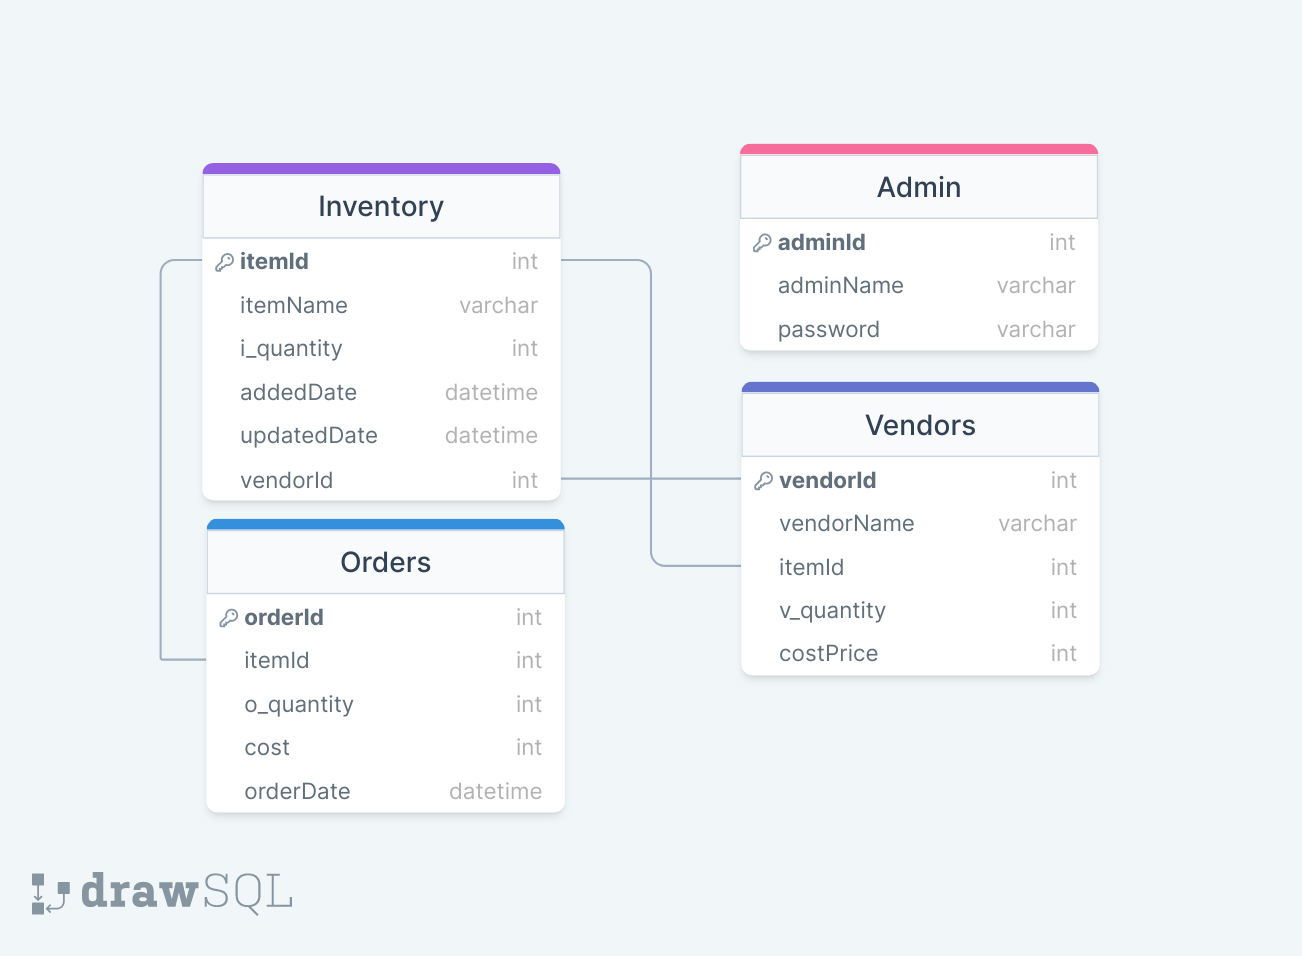 Inventory
itemId int
itemName varchar
i_quantity int
addedDate datetime
updatedDate datetime
vendorId int
Orders
orderId int
itemId int
o_quantity int
cost int
orderDate datetime
Admin
adminId int
adminName varchar
password varchar
Vendors
vendorId int
vendorName varchar
itemId int
v_quantity int
costPrice int
drawSQL